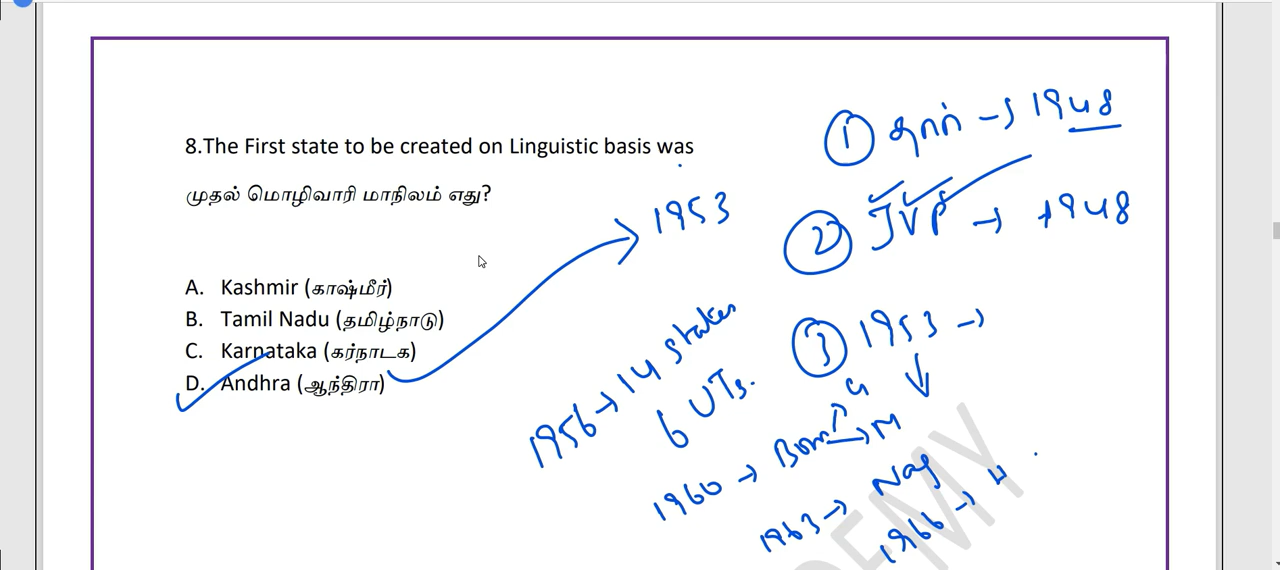 8.The First state to be created on Linguistic basis was
முதல் மொழிவாரி மாநிலம் எது?
A. Kashmir (காஷ்மீர்)
B. Tamil Nadu (தமிழ்நாடு)
C. Karnataka (கர்நாடக)
D. Andhra (ஆந்திரா)
1953
① தார் → 1948
② JVP → 1948
③ 1953 →
1956 → 14 States
6 UTs.
1960 → Bom → M
G
1963 → Nag
1966 → H
DEMY